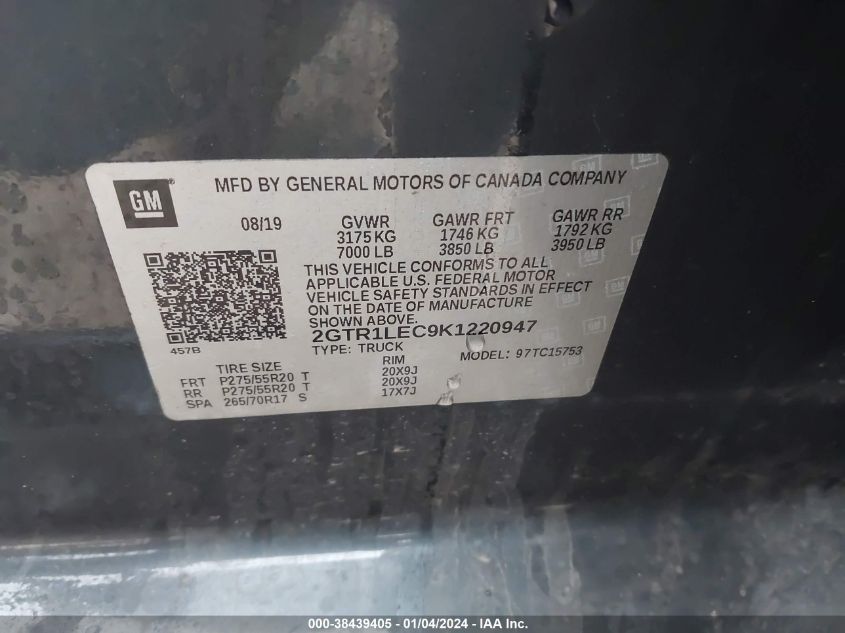 GM
MFD BY GENERAL MOTORS OF CANADA COMPANY
08/19 GVWR GAWR FRT GAWR RR
3175 KG 1746 KG 1792 KG
7000 LB 3850 LB 3950 LB
THIS VEHICLE CONFORMS TO ALL
APPLICABLE U.S. FEDERAL MOTOR
VEHICLE SAFETY STANDARDS IN EFFECT
ON THE DATE OF MANUFACTURE
SHOWN ABOVE.
2GTR1LEC9K1220947
457B TYPE: TRUCK MODEL: 97TC15753
TIRE SIZE RIM
FRT P275/55R20 T 20X9J
RR P275/55R20 T 20X9J
SPA 265/70R17 S 17X7J
000-38439405 - 01/04/2024 - IAA Inc.